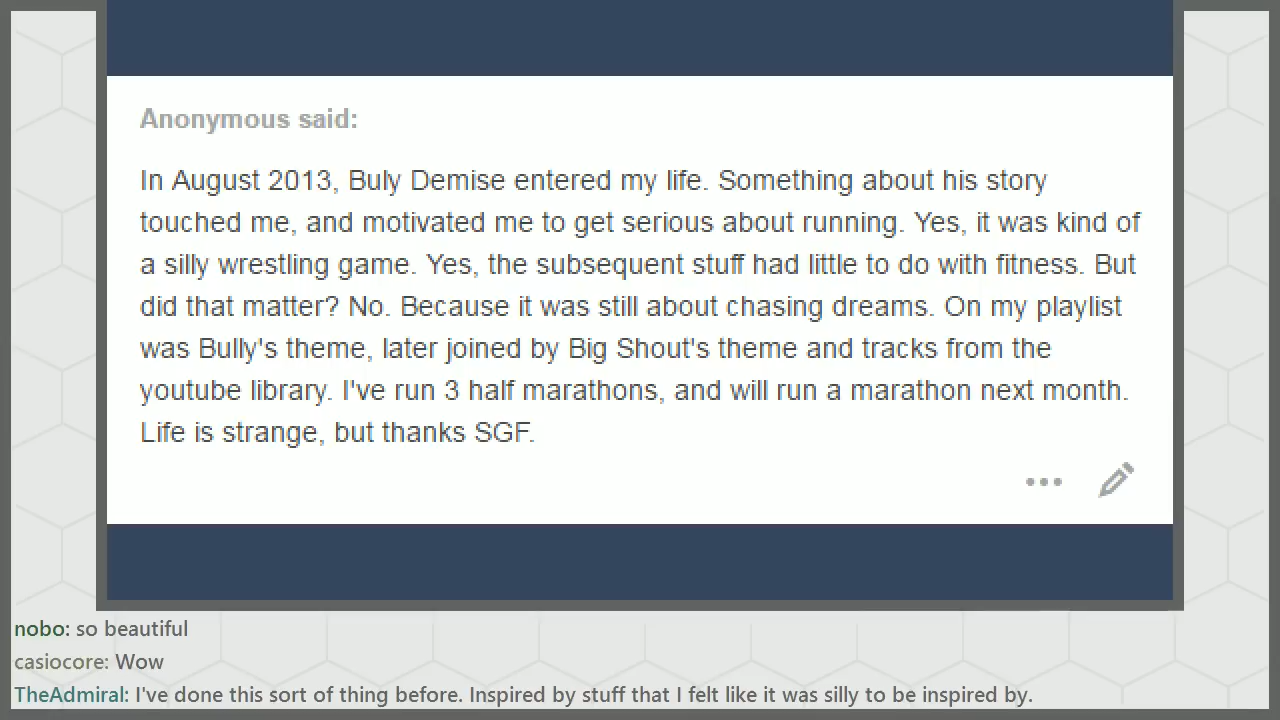 Anonymous said:
In August 2013, Buly Demise entered my life. Something about his story
touched me, and motivated me to get serious about running. Yes, it was kind of
a silly wrestling game. Yes, the subsequent stuff had little to do with fitness. But
did that matter? No. Because it was still about chasing dreams. On my playlist
was Bully's theme, later joined by Big Shout's theme and tracks from the
youtube library. I've run 3 half marathons, and will run a marathon next month.
Life is strange, but thanks SGF.
nobo: so beautiful
casiocore: Wow
TheAdmiral: I've done this sort of thing before. Inspired by stuff that I felt like it was silly to be inspired by.